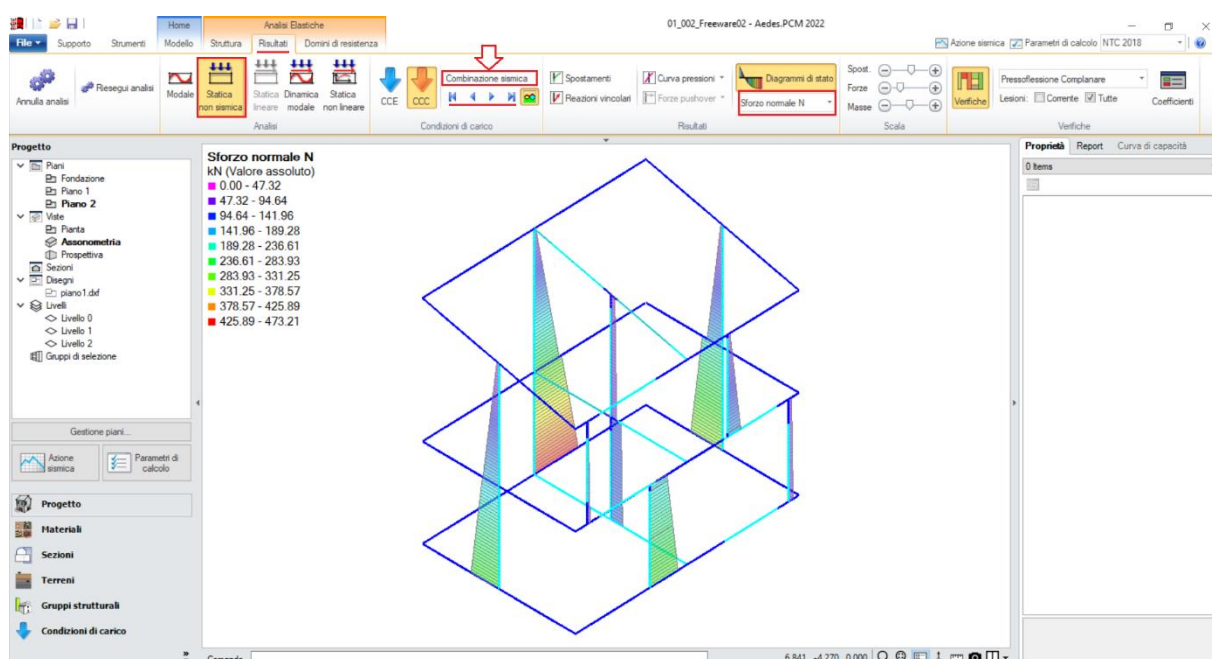 01_002_Freeware02 - Aedes.PCM 2022
Home
Analisi Elastiche
File
Supporto
Strumenti
Modello
Struttura
Risultati
Domini di resistenza
Azione sismica
Parametri di calcolo
NTC 2018
Annulla analisi
Riesegui analisi
Modale
Statica non sismica
Statica lineare
Dinamica modale
Statica non lineare
Analisi
CCE
CCC
Combinazione sismica
Condizioni di carico
Spostamenti
Reazioni vincolari
Curva pressioni
Forze pushover
Diagrammi di stato
Sforzo normale N
Risultati
Spost.
Forze
Masse
Scala
Verifiche
Pressoflessione Complanare
Lesioni:
Corrente
Tutte
Coefficienti
Verifiche
Progetto
Piani
Fondazione
Piano 1
Piano 2
Viste
Pianta
Assonometria
Prospettiva
Sezioni
Disegni
piano1.dxf
Livelli
Livello 0
Livello 1
Livello 2
Gruppi di selezione
Gestione piani...
Azione sismica
Parametri di calcolo
Progetto
Materiali
Sezioni
Terreni
Gruppi strutturali
Condizioni di carico
Sforzo normale N
kN (Valore assoluto)
0.00 - 47.32
47.32 - 94.64
94.64 - 141.96
141.96 - 189.28
189.28 - 236.61
236.61 - 283.93
283.93 - 331.25
331.25 - 378.57
378.57 - 425.89
425.89 - 473.21
Proprietà
Report
Curva di capacità
0 Items
Comando
6.841 -4.270 0.000